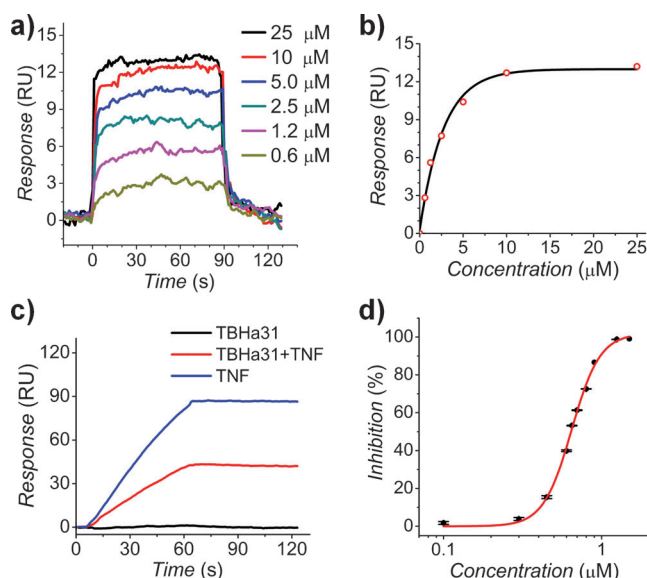 a)
Response (RU)
15
12
9
6
3
0
0 30 60 90 120
Time (s)
25 μM
10 μM
5.0 μM
2.5 μM
1.2 μM
0.6 μM
b)
Response (RU)
15
12
9
6
3
0
0 5 10 15 20 25
Concentration (μM)
c)
Response (RU)
120
90
60
30
0
0 30 60 90 120
Time (s)
TBHa31
TBHa31+TNF
TNF
d)
Inhibition (%)
100
80
60
40
20
0
0.1 1
Concentration (μM)